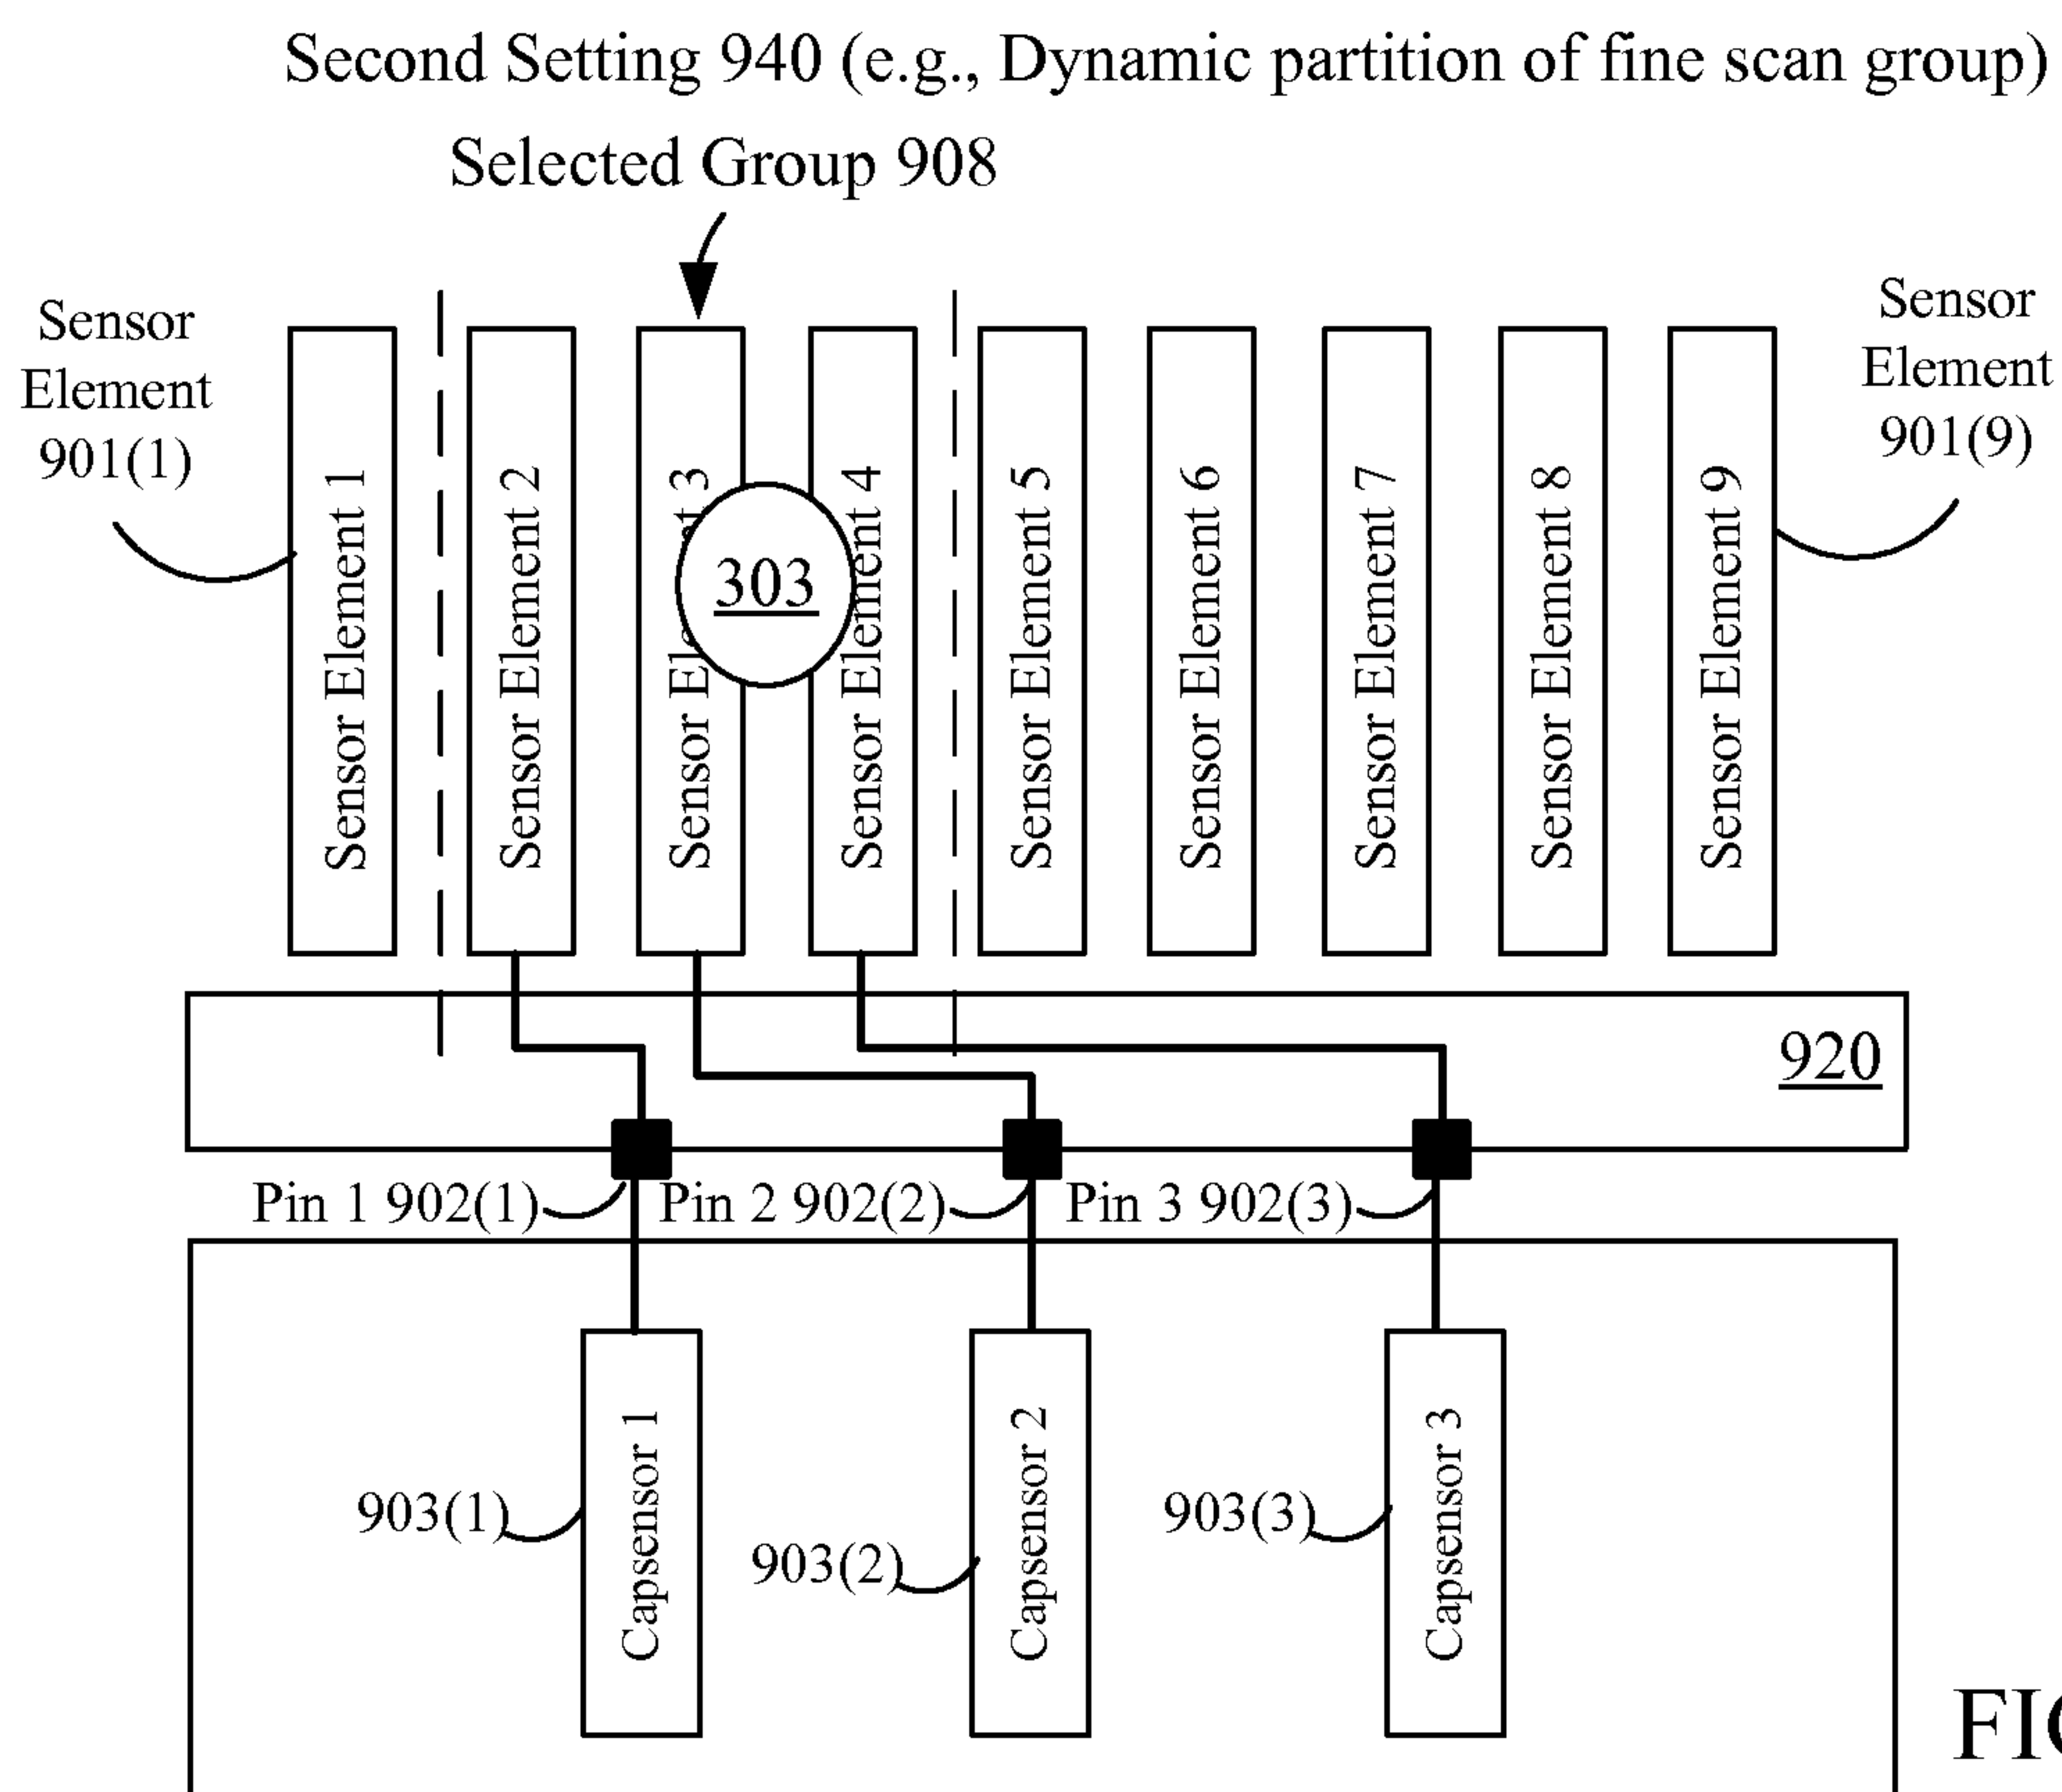 Second Setting 940 (e.g., Dynamic partition of fine scan group)
Selected Group 908
Sensor
Element
901(1)
Sensor
Element
901(9)
Sensor Element 1
Sensor Element 2
Sensor El 3
Sensor Element 4
Sensor Element 5
Sensor Element 6
Sensor Element 7
Sensor Element 8
Sensor Element 9
303
920
Pin 1 902(1)
Pin 2 902(2)
Pin 3 902(3)
Capsensor 1
Capsensor 2
Capsensor 3
903(1)
903(2)
903(3)